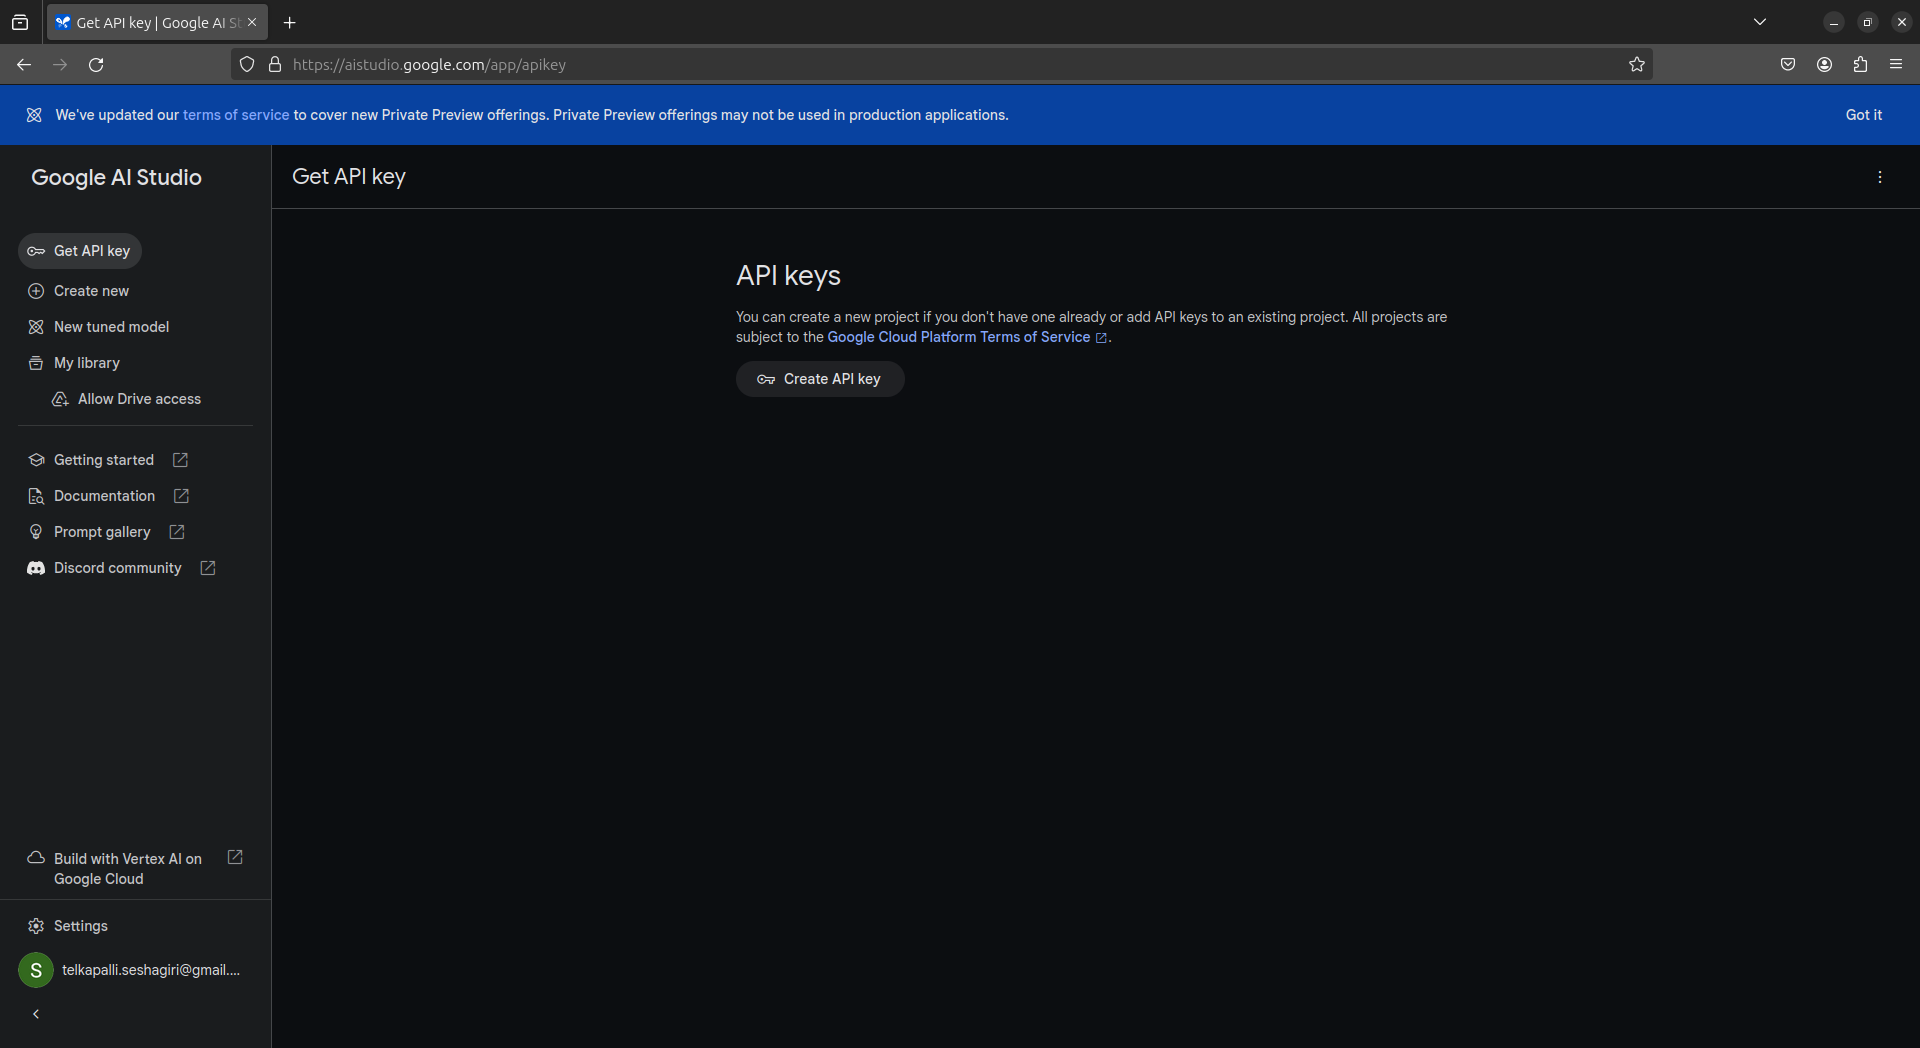 Get API key | Google AI St
https://aistudio.google.com/app/apikey
We've updated our terms of service to cover new Private Preview offerings. Private Preview offerings may not be used in production applications.
Got it
Google AI Studio
Get API key
Create new
New tuned model
My library
Allow Drive access
Getting started
Documentation
Prompt gallery
Discord community
Build with Vertex AI on
Google Cloud
Settings
S
telkapalli.seshagiri@gmail....
Get API key
API keys
You can create a new project if you don't have one already or add API keys to an existing project. All projects are
subject to the Google Cloud Platform Terms of Service .
Create API key